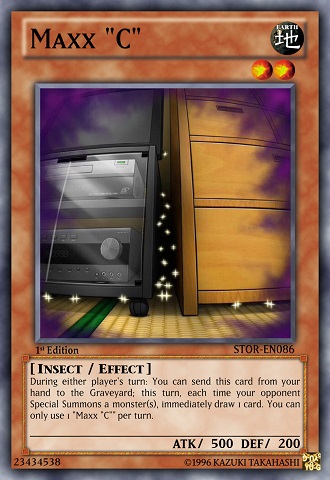 Maxx "C"
EARTH
地
1st Edition
STOR-EN086
[Insect / Effect]
During either player's turn: You can send this card from
your hand to the Graveyard; this turn, each time your opponent
Special Summons a monster(s), immediately draw 1 card. You can
only use 1 "Maxx "C"" per turn.
ATK/ 500 DEF/ 200
23434538
©1996 KAZUKI TAKAHASHI